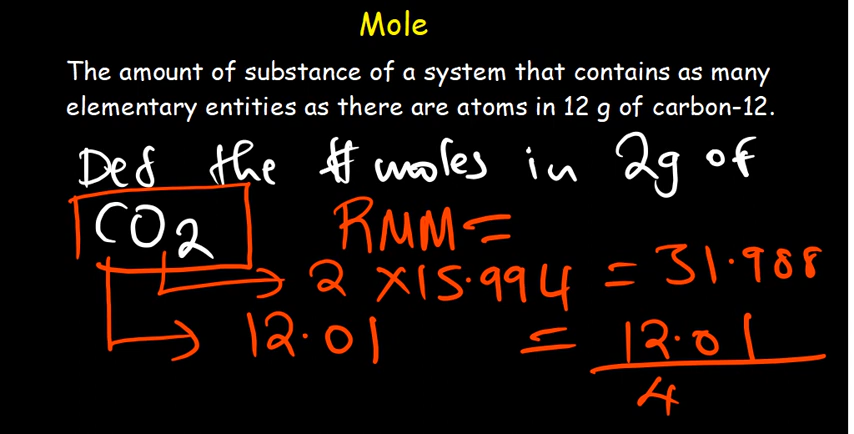 Mole
The amount of substance of a system that contains as many
elementary entities as there are atoms in 12 g of carbon-12.
Def the # moles in 2g of
CO2 RMM=
2 ×15.994 = 31.988
12.01 = 12.01
4